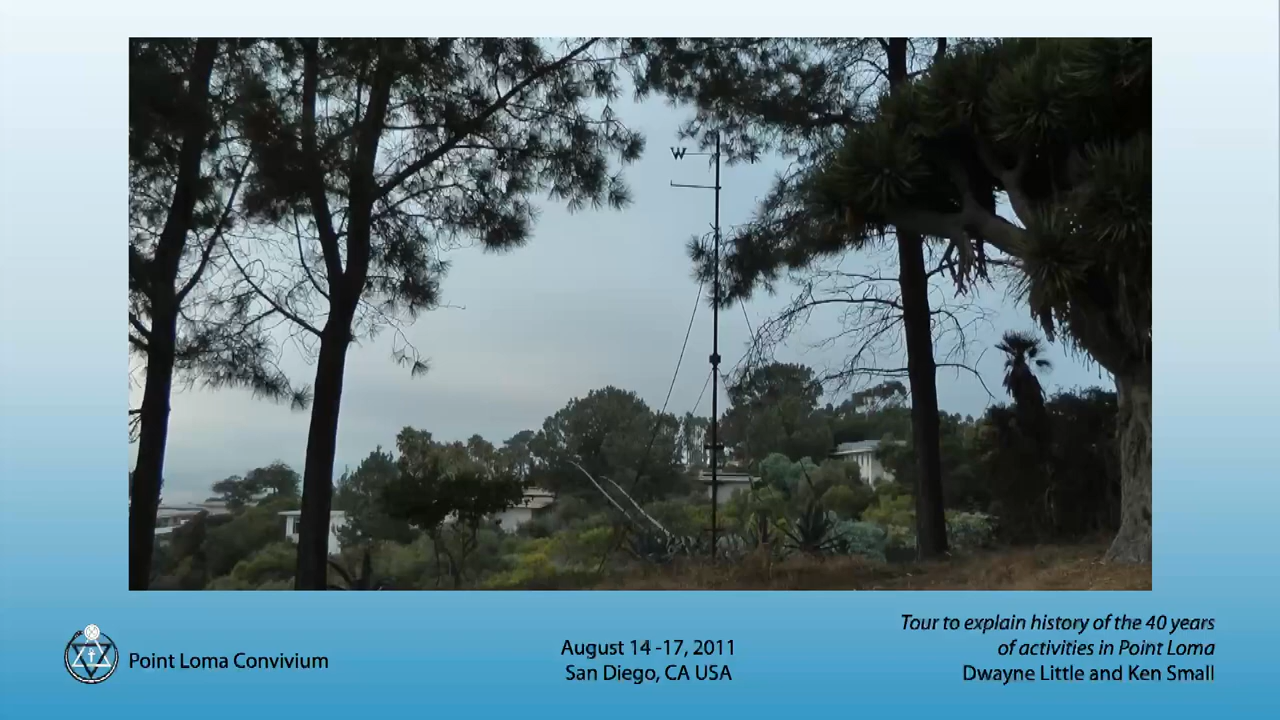 W
Point Loma Convivium
August 14 -17, 2011
San Diego, CA USA
Tour to explain history of the 40 years
of activities in Point Loma
Dwayne Little and Ken Small